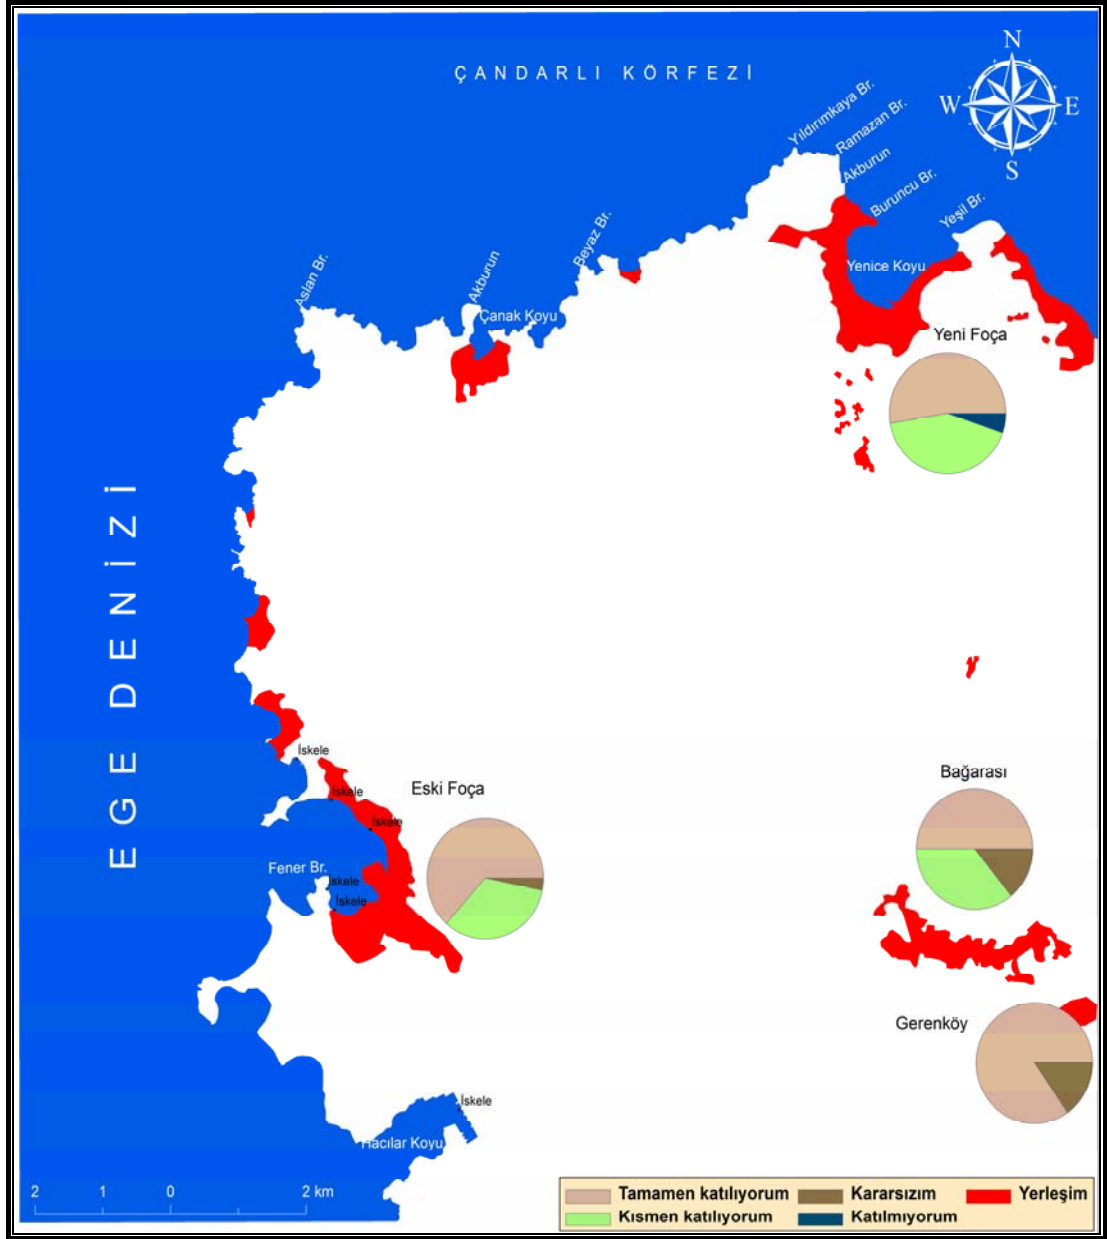 ÇANDARLI KÖRFEZİ
N
W
E
S
Yıldırımkaya Br.
Ramazan Br.
Akburun
Buruncu Br.
Yeşil Br.
Beyaz Br.
Aslan Br.
Akburun
Çanak Koyu
Yenice Koyu
Yeni Foça
EGE DENİZİ
İskele
Eski Foça
İskele
İskele
Bağarası
Fener Br.
İskele
İskele
Gerenköy
İskele
Hacılar Koyu
2 1 0 2 km
Tamamen katılıyorum Kararsızım Yerleşim
Kısmen katılıyorum Katılmıyorum